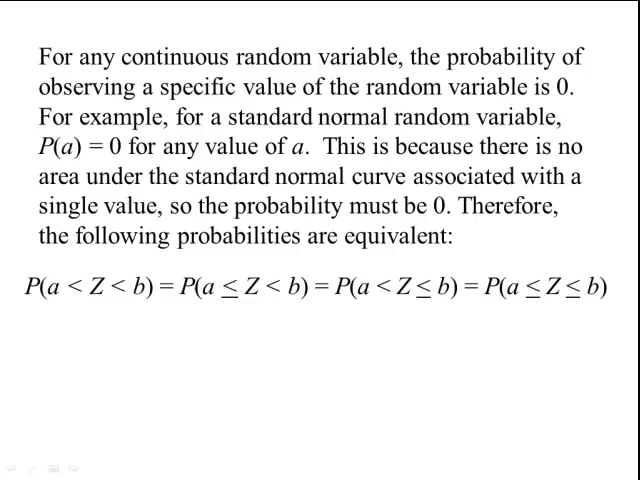 For any continuous random variable, the probability of
observing a specific value of the random variable is 0.
For example, for a standard normal random variable,
P(a) = 0 for any value of a. This is because there is no
area under the standard normal curve associated with a
single value, so the probability must be 0. Therefore,
the following probabilities are equivalent:
P(a < Z < b) = P(a ≤ Z < b) = P(a < Z ≤ b) = P(a ≤ Z ≤ b)